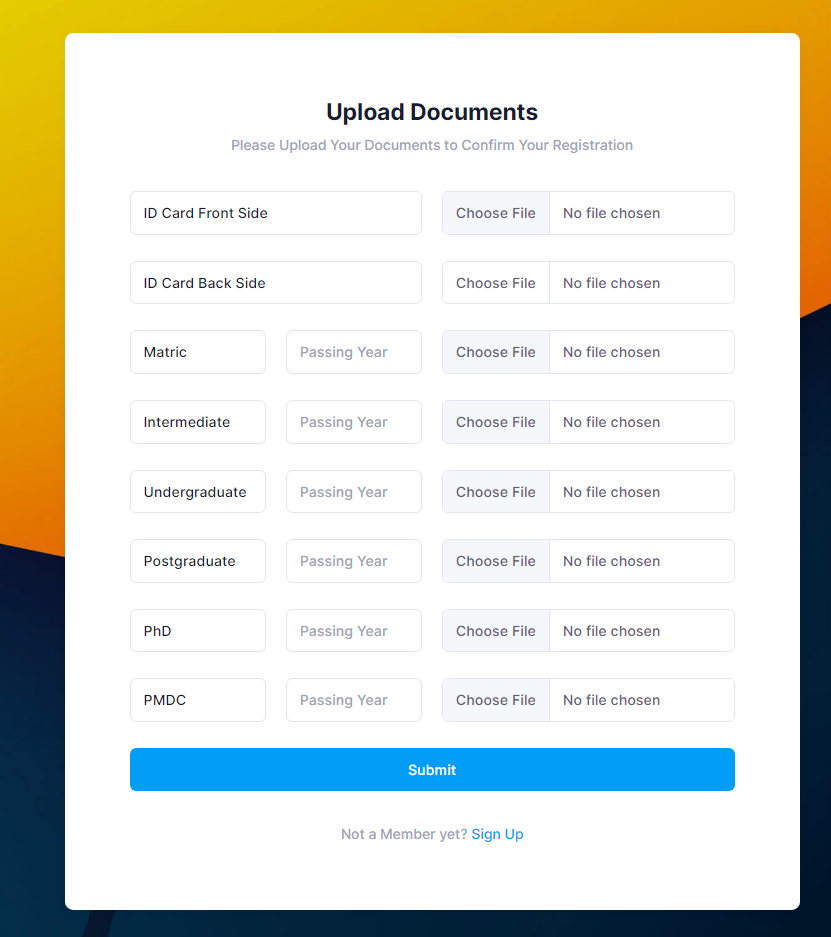 Upload Documents
Please Upload Your Documents to Confirm Your Registration
ID Card Front Side Choose File No file chosen
ID Card Back Side Choose File No file chosen
Matric Passing Year Choose File No file chosen
Intermediate Passing Year Choose File No file chosen
Undergraduate Passing Year Choose File No file chosen
Postgraduate Passing Year Choose File No file chosen
PhD Passing Year Choose File No file chosen
PMDC Passing Year Choose File No file chosen
Submit
Not a Member yet? Sign Up